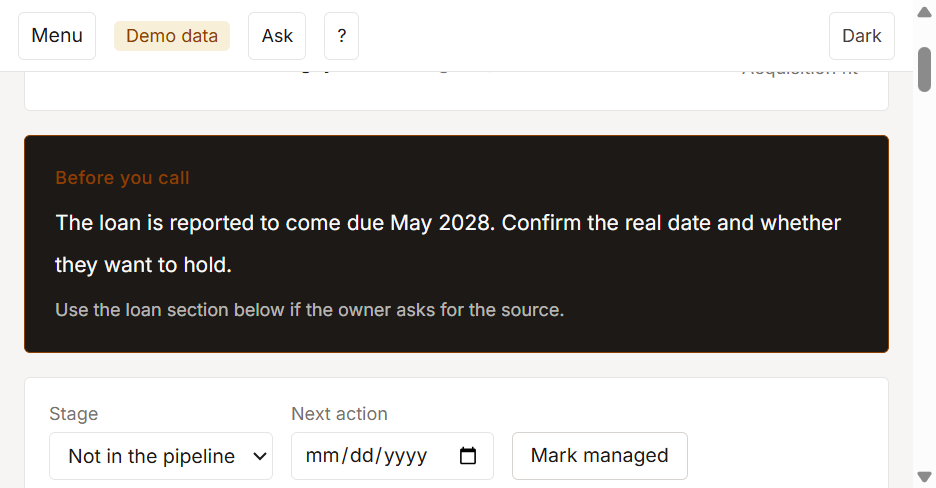 Menu
Demo data
Ask
?
Dark
Acquisition fit
Before you call
The loan is reported to come due May 2028. Confirm the real date and whether
they want to hold.
Use the loan section below if the owner asks for the source.
Stage
Next action
Not in the pipeline
mm/dd/yyyy
Mark managed